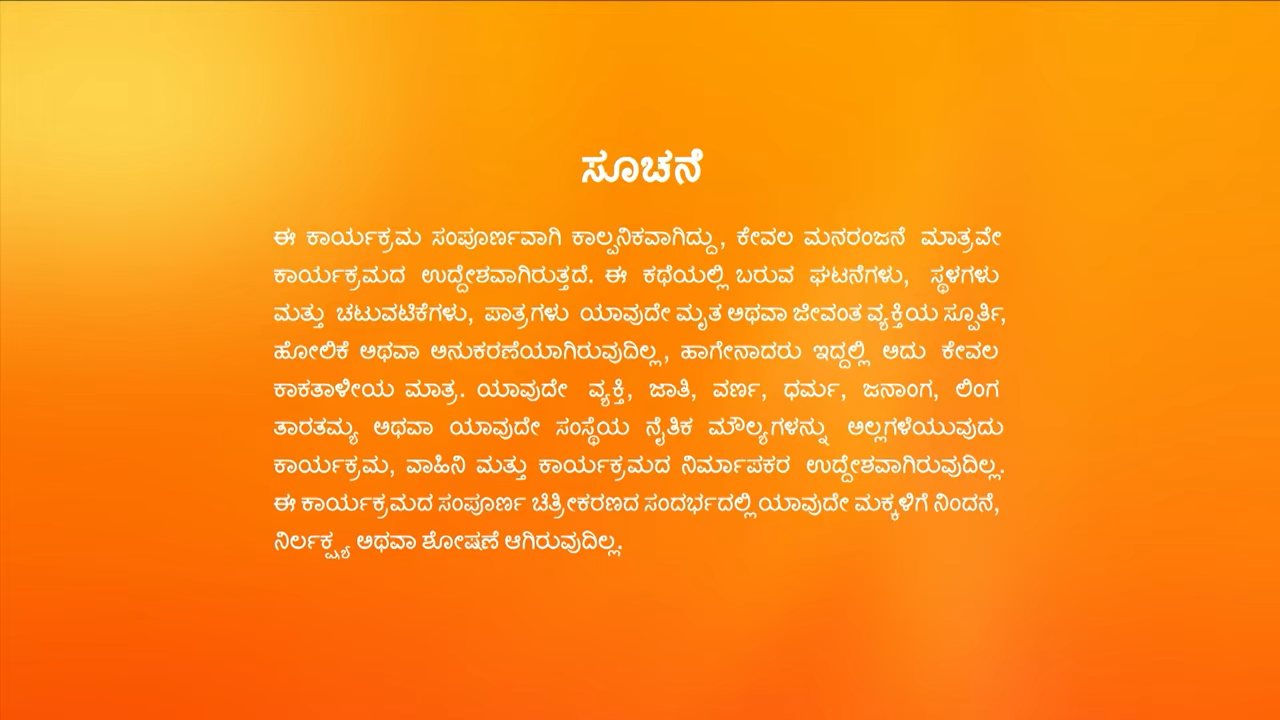 ಸೂಚನೆ
ಈ ಕಾರ್ಯಕ್ರಮ ಸಂಪೂರ್ಣವಾಗಿ ಕಾಲ್ಪನಿಕವಾಗಿದ್ದು, ಕೇವಲ ಮನರಂಜನೆ ಮಾತ್ರವೇ
ಕಾರ್ಯಕ್ರಮದ ಉದ್ದೇಶವಾಗಿರುತ್ತದೆ. ಈ ಕಥೆಯಲ್ಲಿ ಬರುವ ಘಟನೆಗಳು, ಸ್ಥಳಗಳು
ಮತ್ತು ಚಟುವಟಿಕೆಗಳು, ಪಾತ್ರಗಳು ಯಾವುದೇ ಮೃತ ಅಥವಾ ಜೀವಂತ ವ್ಯಕ್ತಿಯ ಸ್ಪೂರ್ತಿ,
ಹೋಲಿಕೆ ಅಥವಾ ಅನುಕರಣೆಯಾಗಿರುವುದಿಲ್ಲ, ಹಾಗೇನಾದರು ಇದ್ದಲ್ಲಿ ಅದು ಕೇವಲ
ಕಾಕತಾಳೀಯ ಮಾತ್ರ. ಯಾವುದೇ ವ್ಯಕ್ತಿ, ಜಾತಿ, ವರ್ಣ, ಧರ್ಮ, ಜನಾಂಗ, ಲಿಂಗ
ತಾರತಮ್ಯ ಅಥವಾ ಯಾವುದೇ ಸಂಸ್ಥೆಯ ನೈತಿಕ ಮೌಲ್ಯಗಳನ್ನು ಅಲ್ಲಗಳೆಯುವುದು
ಕಾರ್ಯಕ್ರಮ, ವಾಹಿನಿ ಮತ್ತು ಕಾರ್ಯಕ್ರಮದ ನಿರ್ಮಾಪಕರ ಉದ್ದೇಶವಾಗಿರುವುದಿಲ್ಲ.
ಈ ಕಾರ್ಯಕ್ರಮದ ಸಂಪೂರ್ಣ ಚಿತ್ರೀಕರಣದ ಸಂದರ್ಭದಲ್ಲಿ ಯಾವುದೇ ಮಕ್ಕಳಿಗೆ ನಿಂದನೆ,
ನಿರ್ಲಕ್ಷ್ಯ ಅಥವಾ ಶೋಷಣೆ ಆಗಿರುವುದಿಲ್ಲ.